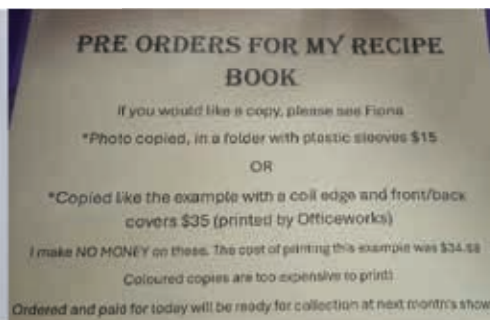 PRE ORDERS FOR MY RECIPE
BOOK
If you would like a copy, please see Fiona
*Photo copied, in a folder with plastic sleeves $15
OR
*Copied like the example with a coil edge and front/back
covers $35 (printed by Officeworks)
I make NO MONEY on these. The cost of printing this example was
Coloured copies are too expensive to print!
Ordered and paid for today will be ready for collection at next month's show